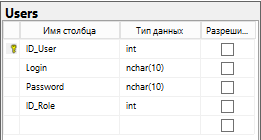 Users
Имя столбца Тип данных Разреши...
ID_User int
Login nchar(10)
Password nchar(10)
ID_Role int